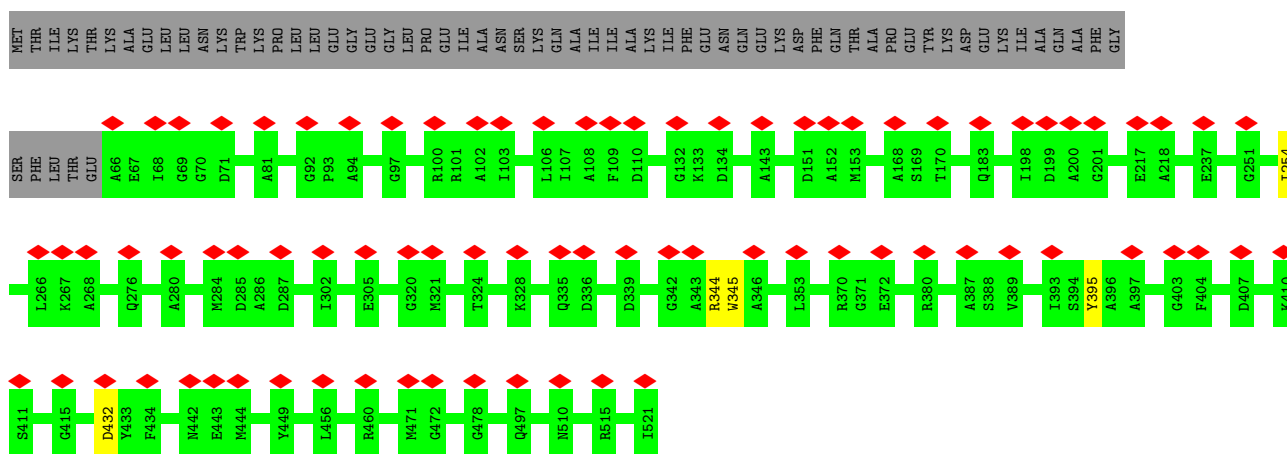 MET THR ILE LYS THR LYS ALA GLU LEU LEU ASN LYS TRP LYS PRO LEU LEU GLU GLY GLU GLY LEU PRO GLU ILE ALA ASN SER LYS GLN ALA ILE ILE ALA LYS ILE PHE GLU ASN GLN GLU LYS ASP PHE GLN THR ALA PRO GLU TYR LYS ASP GLU LYS ILE ALA GLN ALA PHE GLY
SER PHE LEU THR GLU A66 E67 I68 G69 G70 D71 A81 G92 P93 A94 G97 R100 R101 A102 I103 L106 I107 A108 F109 D110 G132 K133 D134 A143 D151 A152 M153 A168 S169 T170 Q183 I198 D199 A200 G201 E217 A218 E237 G251 I254
L266 K267 A268 Q276 A280 M284 D285 A286 D287 I302 E305 G320 M321 T324 K328 Q335 D336 D339 G342 A343 R344 W345 A346 L353 R370 G371 E372 R380 A387 S388 V389 I393 S394 Y395 A396 A397 G403 F404 D407
S411 G415 D432 Y433 F434 N442 E443 M444 Y449 L456 R460 M471 G472 G478 Q497 N510 R515 I521